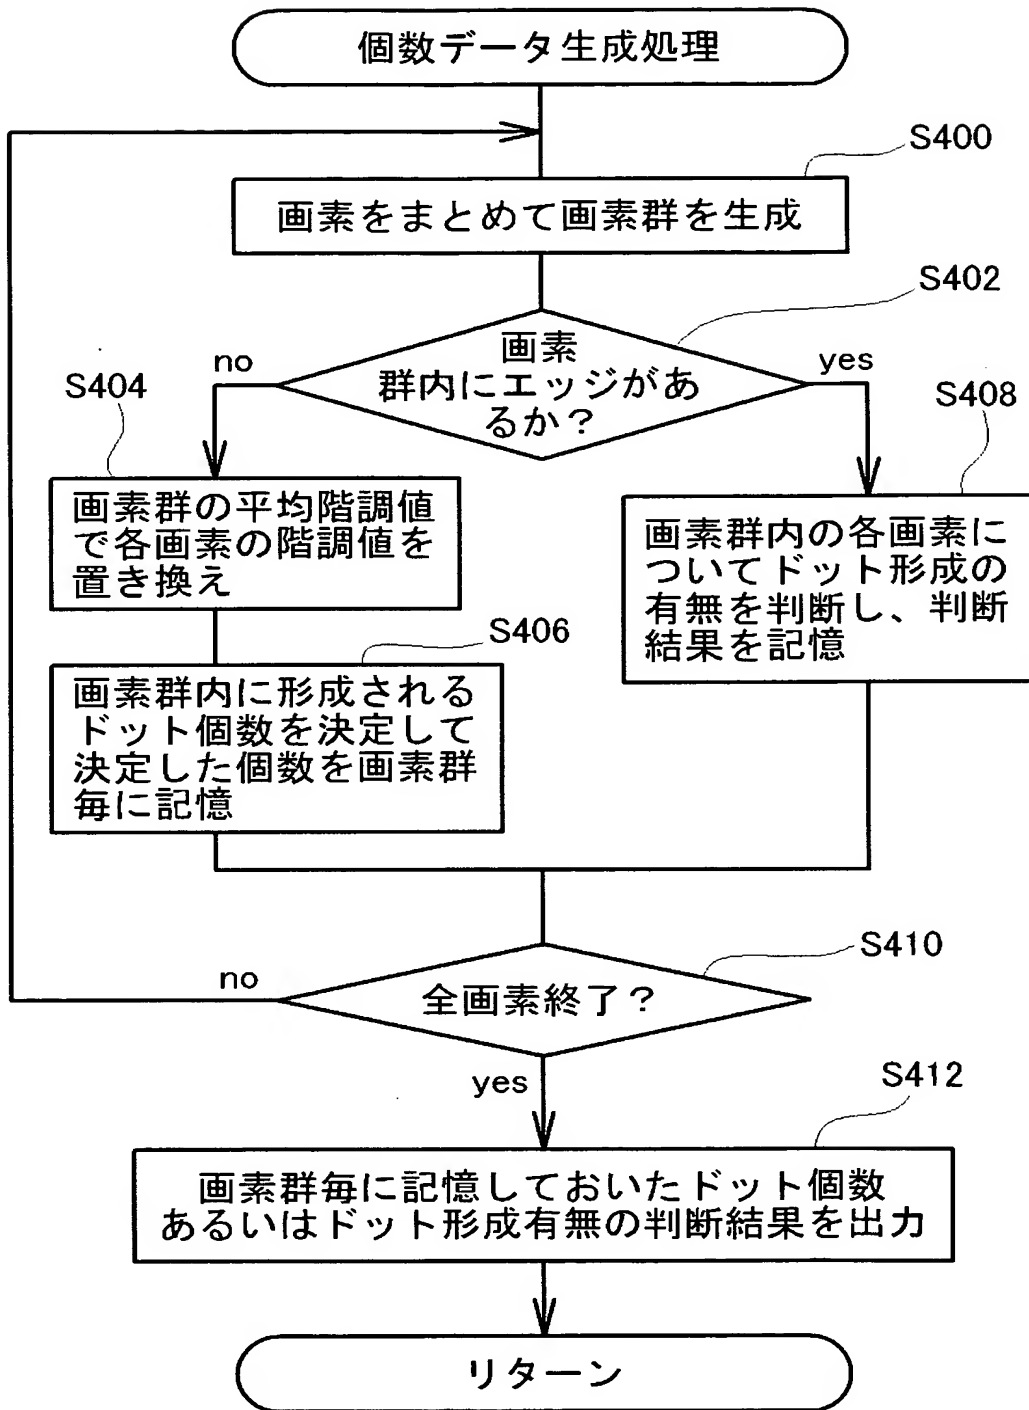 個数データ生成処理
S400
画素をまとめて画素群を生成
S402
画素
群内にエッジがあ
るか？
no
yes
S404
画素群の平均階調値
で各画素の階調値を
置き換え
S408
画素群内の各画素に
ついてドット形成の
有無を判断し、判断
結果を記憶
S406
画素群内に形成される
ドット個数を決定して
決定した個数を画素群
毎に記憶
S410
全画素終了？
no
yes
S412
画素群毎に記憶しておいたドット個数
あるいはドット形成有無の判断結果を出力
リターン